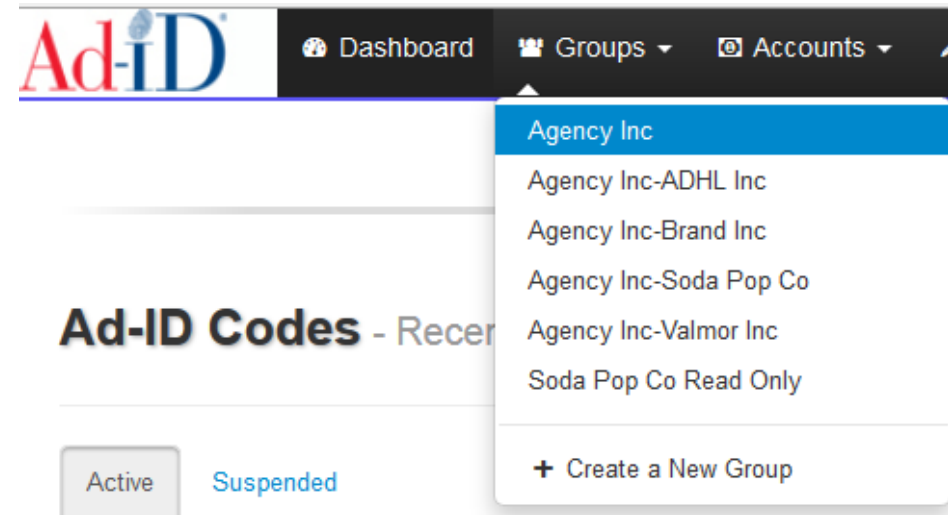 Ad-iD Dashboard Groups Accounts
Agency Inc
Agency Inc-ADHL Inc
Agency Inc-Brand Inc
Agency Inc-Soda Pop Co
Ad-ID Codes - Recen
Agency Inc-Valmor Inc
Soda Pop Co Read Only
+ Create a New Group
Active Suspended